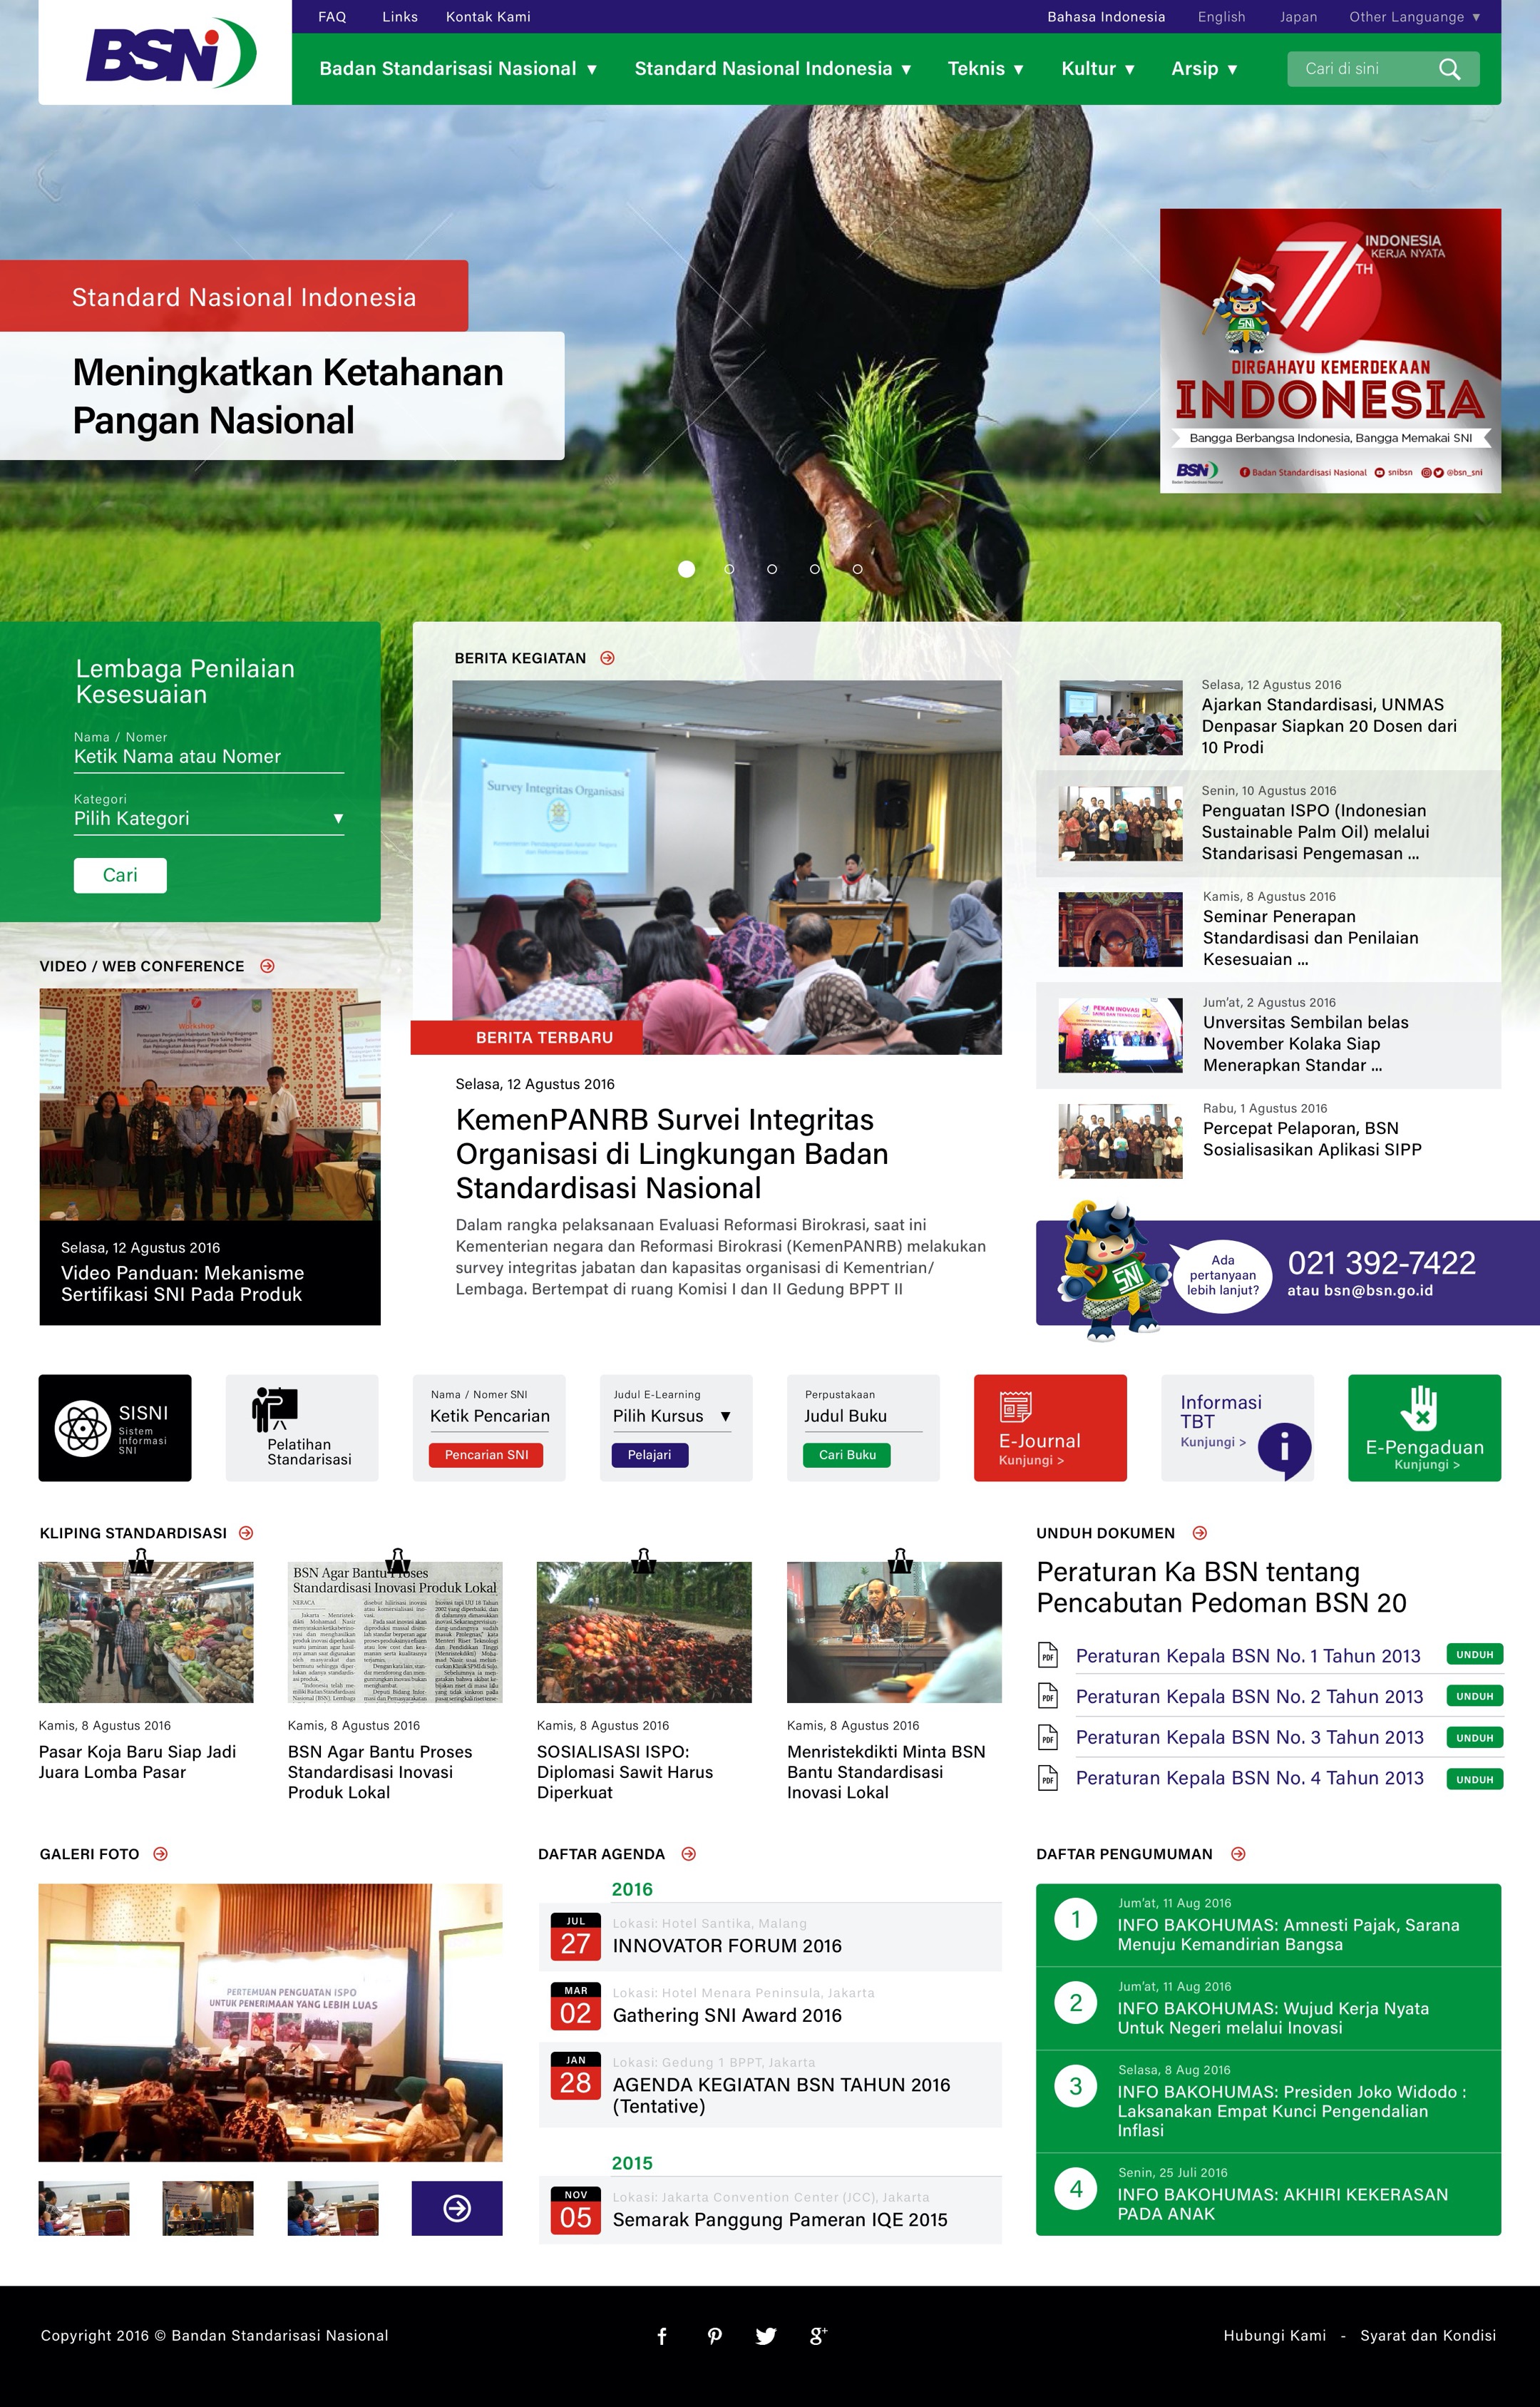 BSNi
FAQ
Links
Kontak Kami
Bahasa Indonesia
English
Japan
Other Languange ▼
Badan Standarisasi Nasional ▼
Standard Nasional Indonesia ▼
Teknis ▼
Kultur ▼
Arsip ▼
Cari di sini
Standard Nasional Indonesia
Meningkatkan Ketahanan
Pangan Nasional
71TH
INDONESIA
KERJA NYATA
SNI
DIRGAHAYU KEMERDEKAAN
INDONESIA
Bangga Berbangsa Indonesia, Bangga Memakai SNI
BSNi
Badan Standardisasi Nasional
snibsn
@bsn_sni
Lembaga Penilaian
Kesesuaian
Nama / Nomer
Ketik Nama atau Nomer
Kategori
Pilih Kategori ▼
Cari
VIDEO / WEB CONFERENCE
BSNi
Workshop
Selasa, 12 Agustus 2016
Video Panduan: Mekanisme
Sertifikasi SNI Pada Produk
BERITA KEGIATAN
Survey Integritas Organisasi
BERITA TERBARU
Selasa, 12 Agustus 2016
KemenPANRB Survei Integritas
Organisasi di Lingkungan Badan
Standardisasi Nasional
Dalam rangka pelaksanaan Evaluasi Reformasi Birokrasi, saat ini
Kementerian negara dan Reformasi Birokrasi (KemenPANRB) melakukan
survey integritas jabatan dan kapasitas organisasi di Kementrian/
Lembaga. Bertempat di ruang Komisi I dan II Gedung BPPT II
Selasa, 12 Agustus 2016
Ajarkan Standardisasi, UNMAS
Denpasar Siapkan 20 Dosen dari
10 Prodi
Senin, 10 Agustus 2016
Penguatan ISPO (Indonesian
Sustainable Palm Oil) melalui
Standarisasi Pengemasan ...
Kamis, 8 Agustus 2016
Seminar Penerapan
Standardisasi dan Penilaian
Kesesuaian ...
PEKAN INOVASI
Jum'at, 2 Agustus 2016
Unversitas Sembilan belas
November Kolaka Siap
Menerapkan Standar ...
Rabu, 1 Agustus 2016
Percepat Pelaporan, BSN
Sosialisasikan Aplikasi SIPP
SNI
Ada
pertanyaan
lebih lanjut?
021 392-7422
atau bsn@bsn.go.id
SISNI
Sistem
Informasi
SNI
Pelatihan
Standarisasi
Nama / Nomer SNI
Ketik Pencarian
Pencarian SNI
Judul E-Learning
Pilih Kursus ▼
Pelajari
Perpustakaan
Judul Buku
Cari Buku
E-Journal
Kunjungi >
Informasi
TBT
Kunjungi >
i
E-Pengaduan
Kunjungi >
KLIPING STANDARDISASI
BSN Agar Bantu Proses
Standardisasi Inovasi Produk Lokal
NERACA
Kamis, 8 Agustus 2016
Pasar Koja Baru Siap Jadi
Juara Lomba Pasar
Kamis, 8 Agustus 2016
BSN Agar Bantu Proses
Standardisasi Inovasi
Produk Lokal
Kamis, 8 Agustus 2016
SOSIALISASI ISPO:
Diplomasi Sawit Harus
Diperkuat
Kamis, 8 Agustus 2016
Menristekdikti Minta BSN
Bantu Standardisasi
Inovasi Lokal
UNDUH DOKUMEN
Peraturan Ka BSN tentang
Pencabutan Pedoman BSN 20
PDF Peraturan Kepala BSN No. 1 Tahun 2013 UNDUH
PDF Peraturan Kepala BSN No. 2 Tahun 2013 UNDUH
PDF Peraturan Kepala BSN No. 3 Tahun 2013 UNDUH
PDF Peraturan Kepala BSN No. 4 Tahun 2013 UNDUH
GALERI FOTO
PERTEMUAN PENGUATAN ISPO
UNTUK PENERIMAAN YANG LEBIH LUAS
DAFTAR AGENDA
2016
JUL
27
Lokasi: Hotel Santika, Malang
INNOVATOR FORUM 2016
MAR
02
Lokasi: Hotel Menara Peninsula, Jakarta
Gathering SNI Award 2016
JAN
28
Lokasi: Gedung 1 BPPT, Jakarta
AGENDA KEGIATAN BSN TAHUN 2016
(Tentative)
2015
NOV
05
Lokasi: Jakarta Convention Center (JCC), Jakarta
Semarak Panggung Pameran IQE 2015
DAFTAR PENGUMUMAN
1
Jum'at, 11 Aug 2016
INFO BAKOHUMAS: Amnesti Pajak, Sarana
Menuju Kemandirian Bangsa
2
Jum'at, 11 Aug 2016
INFO BAKOHUMAS: Wujud Kerja Nyata
Untuk Negeri melalui Inovasi
3
Selasa, 8 Aug 2016
INFO BAKOHUMAS: Presiden Joko Widodo :
Laksanakan Empat Kunci Pengendalian
Inflasi
4
Senin, 25 Juli 2016
INFO BAKOHUMAS: AKHIRI KEKERASAN
PADA ANAK
Copyright 2016 © Bandan Standarisasi Nasional
Hubungi Kami - Syarat dan Kondisi